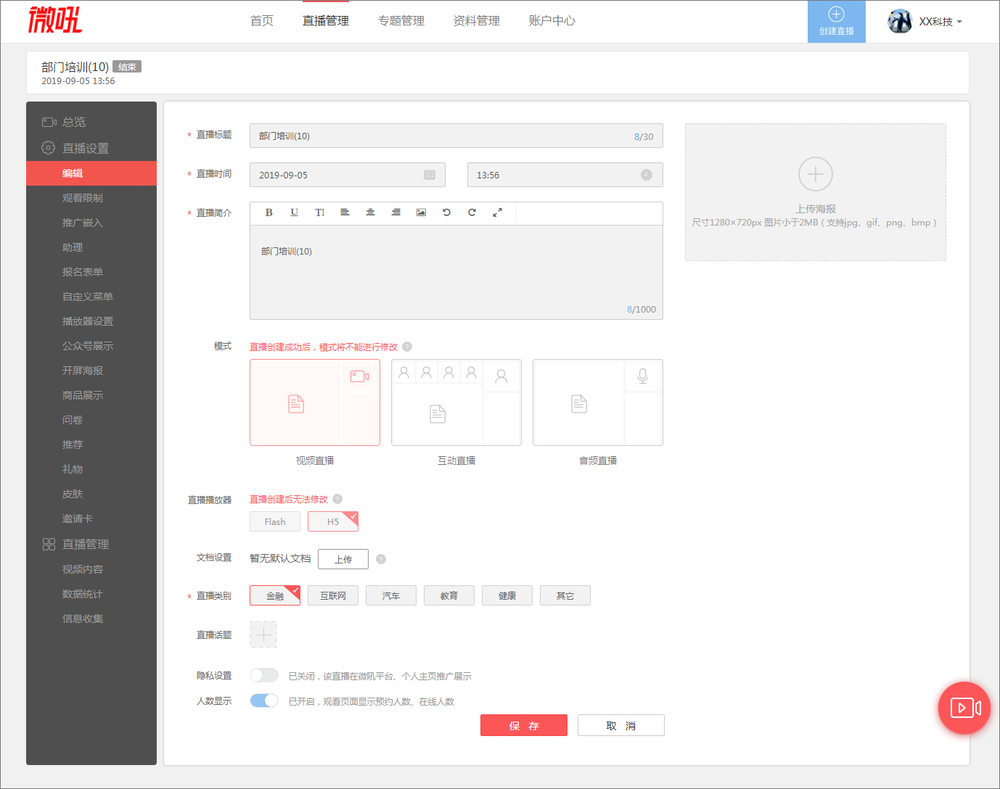 微吼
首页
直播管理
专题管理
资料管理
账户中心
创建直播
XX科技
部门培训(10) 结束
2019-09-05 13:56
总览
直播设置
编辑
观看限制
推广嵌入
助理
报名表单
自定义菜单
播放器设置
公众号展示
开屏海报
商品展示
问卷
推荐
礼物
皮肤
邀请卡
直播管理
视频内容
数据统计
信息收集
* 直播标题 部门培训(10) 8/30
* 直播时间 2019-09-05 13:56
* 直播简介 B U TI
部门培训(10)
8/1000
上传海报
尺寸1280×720px 图片小于2MB（支持jpg、gif、png、bmp）
模式 直播创建成功后，模式将不能进行修改 ?
视频直播 互动直播 音频直播
直播播放器 直播创建后无法修改 ?
Flash H5
文档设置 暂无默认文档 上传 ?
* 直播类别 金融 互联网 汽车 教育 健康 其它
直播话题
隐私设置 已关闭，该直播在微吼平台、个人主页推广展示
人数显示 已开启，观看页面显示预约人数、在线人数
保 存 取 消